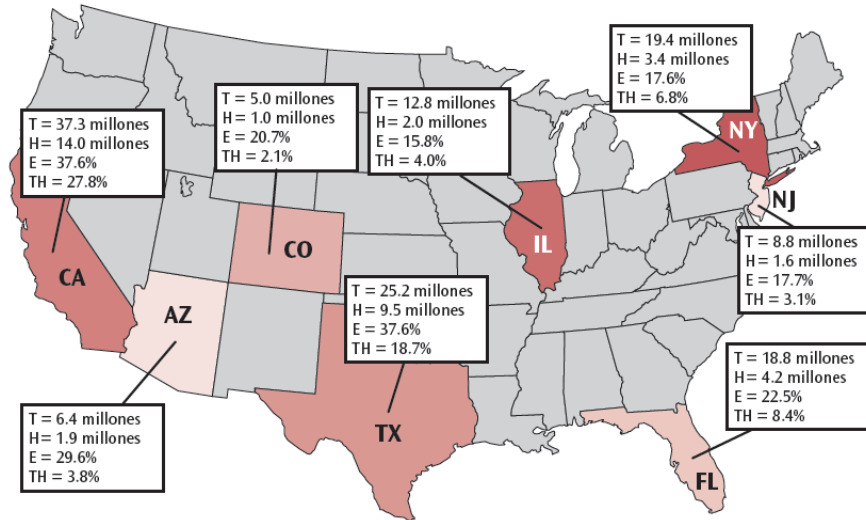 T = 19.4 millones
H= 3.4 millones
E = 17.6%
TH = 6.8%
NY
T = 5.0 millones
H = 1.0 millones
E = 20.7%
TH = 2.1%
CO
T = 12.8 millones
H = 2.0 millones
E = 15.8%
TH = 4.0%
IL
T = 37.3 millones
H = 14.0 millones
E = 37.6%
TH = 27.8%
CA
NJ
T = 8.8 millones
H = 1.6 millones
E = 17.7%
TH = 3.1%
AZ
T = 25.2 millones
H = 9.5 millones
E = 37.6%
TH = 18.7%
TX
T = 18.8 millones
H = 4.2 millones
E = 22.5%
TH = 8.4%
FL
T = 6.4 millones
H = 1.9 millones
E = 29.6%
TH = 3.8%